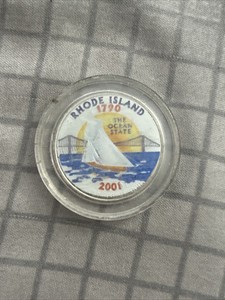 RHODE ISLAND
1790
THE
OCEAN
STATE
2001